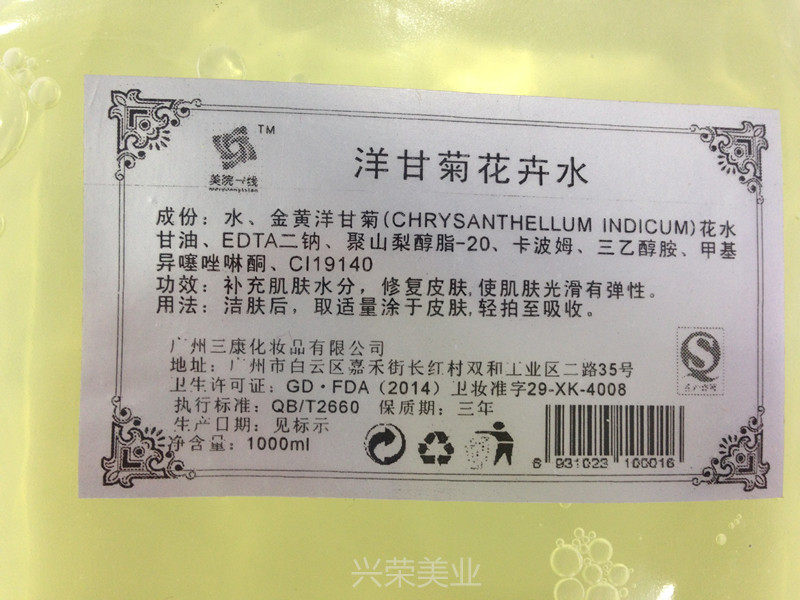 TM
美院一线
洋甘菊花卉水
成份：水、金黄洋甘菊(CHRYSANTHELLUM INDICUM)花水
甘油、EDTA二钠、聚山梨醇脂-20、卡波姆、三乙醇胺、甲基
异噻唑啉酮、CI19140
功效：补充肌肤水分，修复皮肤,使肌肤光滑有弹性。
用法：洁肤后，取适量涂于皮肤,轻拍至吸收。
广州三康化妆品有限公司
地址：广州市白云区嘉禾街长红村双和工业区二路35号
卫生许可证：GD·FDA（2014）卫妆准字29-XK-4008
执行标准：QB/T2660 保质期：三年
生产日期：见标示
净含量：1000ml
6 931023 100016
兴荣美业